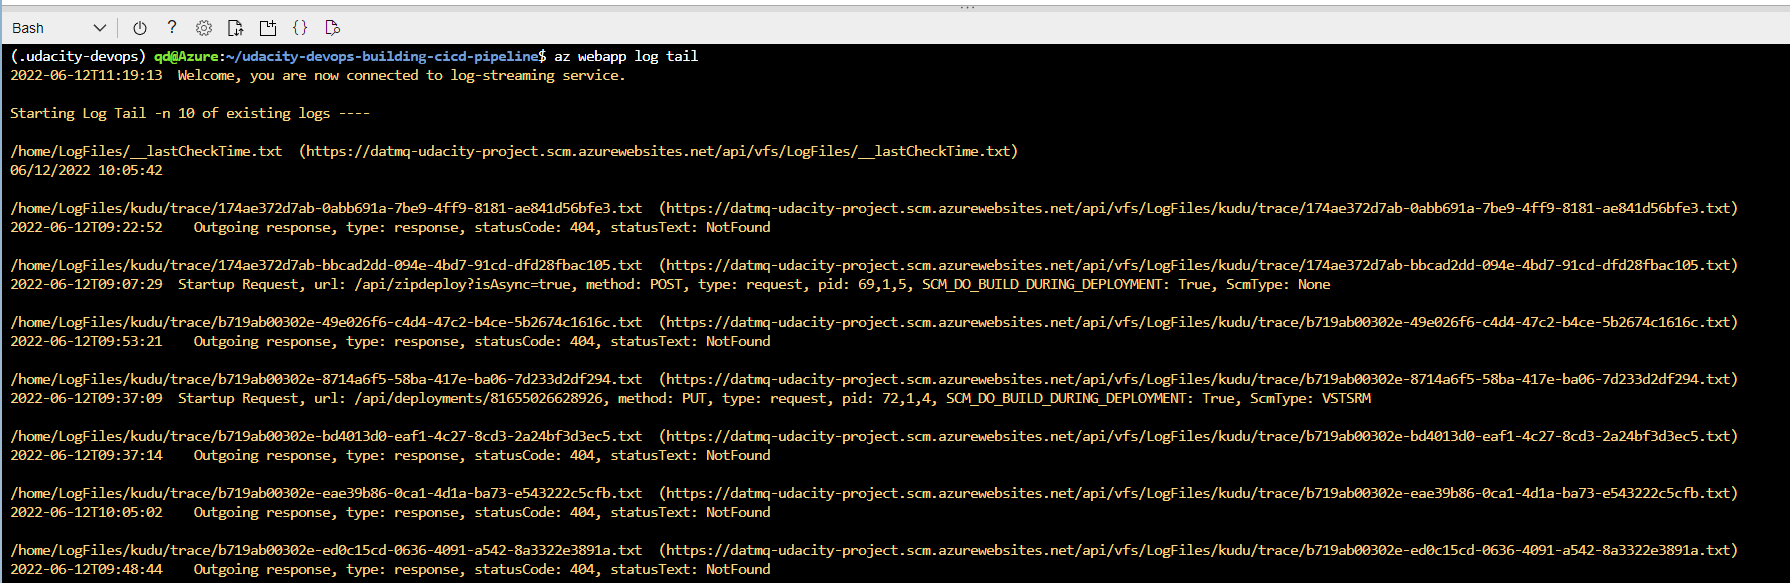 Bash
? { }
(.udacity-devops) qd@Azure:~/udacity-devops-building-cicd-pipeline$ az webapp log tail
2022-06-12T11:19:13  Welcome, you are now connected to log-streaming service.
Starting Log Tail -n 10 of existing logs ----
/home/LogFiles/__lastCheckTime.txt  (https://datmq-udacity-project.scm.azurewebsites.net/api/vfs/LogFiles/__lastCheckTime.txt)
06/12/2022 10:05:42
/home/LogFiles/kudu/trace/174ae372d7ab-0abb691a-7be9-4ff9-8181-ae841d56bfe3.txt  (https://datmq-udacity-project.scm.azurewebsites.net/api/vfs/LogFiles/kudu/trace/174ae372d7ab-0abb691a-7be9-4ff9-8181-ae841d56bfe3.txt)
2022-06-12T09:22:52    Outgoing response, type: response, statusCode: 404, statusText: NotFound
/home/LogFiles/kudu/trace/174ae372d7ab-bbcad2dd-094e-4bd7-91cd-dfd28fbac105.txt  (https://datmq-udacity-project.scm.azurewebsites.net/api/vfs/LogFiles/kudu/trace/174ae372d7ab-bbcad2dd-094e-4bd7-91cd-dfd28fbac105.txt)
2022-06-12T09:07:29  Startup Request, url: /api/zipdeploy?isAsync=true, method: POST, type: request, pid: 69,1,5, SCM_DO_BUILD_DURING_DEPLOYMENT: True, ScmType: None
/home/LogFiles/kudu/trace/b719ab00302e-49e026f6-c4d4-47c2-b4ce-5b2674c1616c.txt  (https://datmq-udacity-project.scm.azurewebsites.net/api/vfs/LogFiles/kudu/trace/b719ab00302e-49e026f6-c4d4-47c2-b4ce-5b2674c1616c.txt)
2022-06-12T09:53:21    Outgoing response, type: response, statusCode: 404, statusText: NotFound
/home/LogFiles/kudu/trace/b719ab00302e-8714a6f5-58ba-417e-ba06-7d233d2df294.txt  (https://datmq-udacity-project.scm.azurewebsites.net/api/vfs/LogFiles/kudu/trace/b719ab00302e-8714a6f5-58ba-417e-ba06-7d233d2df294.txt)
2022-06-12T09:37:09  Startup Request, url: /api/deployments/81655026628926, method: PUT, type: request, pid: 72,1,4, SCM_DO_BUILD_DURING_DEPLOYMENT: True, ScmType: VSTSRM
/home/LogFiles/kudu/trace/b719ab00302e-bd4013d0-eaf1-4c27-8cd3-2a24bf3d3ec5.txt  (https://datmq-udacity-project.scm.azurewebsites.net/api/vfs/LogFiles/kudu/trace/b719ab00302e-bd4013d0-eaf1-4c27-8cd3-2a24bf3d3ec5.txt)
2022-06-12T09:37:14    Outgoing response, type: response, statusCode: 404, statusText: NotFound
/home/LogFiles/kudu/trace/b719ab00302e-eae39b86-0ca1-4d1a-ba73-e543222c5cfb.txt  (https://datmq-udacity-project.scm.azurewebsites.net/api/vfs/LogFiles/kudu/trace/b719ab00302e-eae39b86-0ca1-4d1a-ba73-e543222c5cfb.txt)
2022-06-12T10:05:02    Outgoing response, type: response, statusCode: 404, statusText: NotFound
/home/LogFiles/kudu/trace/b719ab00302e-ed0c15cd-0636-4091-a542-8a3322e3891a.txt  (https://datmq-udacity-project.scm.azurewebsites.net/api/vfs/LogFiles/kudu/trace/b719ab00302e-ed0c15cd-0636-4091-a542-8a3322e3891a.txt)
2022-06-12T09:48:44    Outgoing response, type: response, statusCode: 404, statusText: NotFound